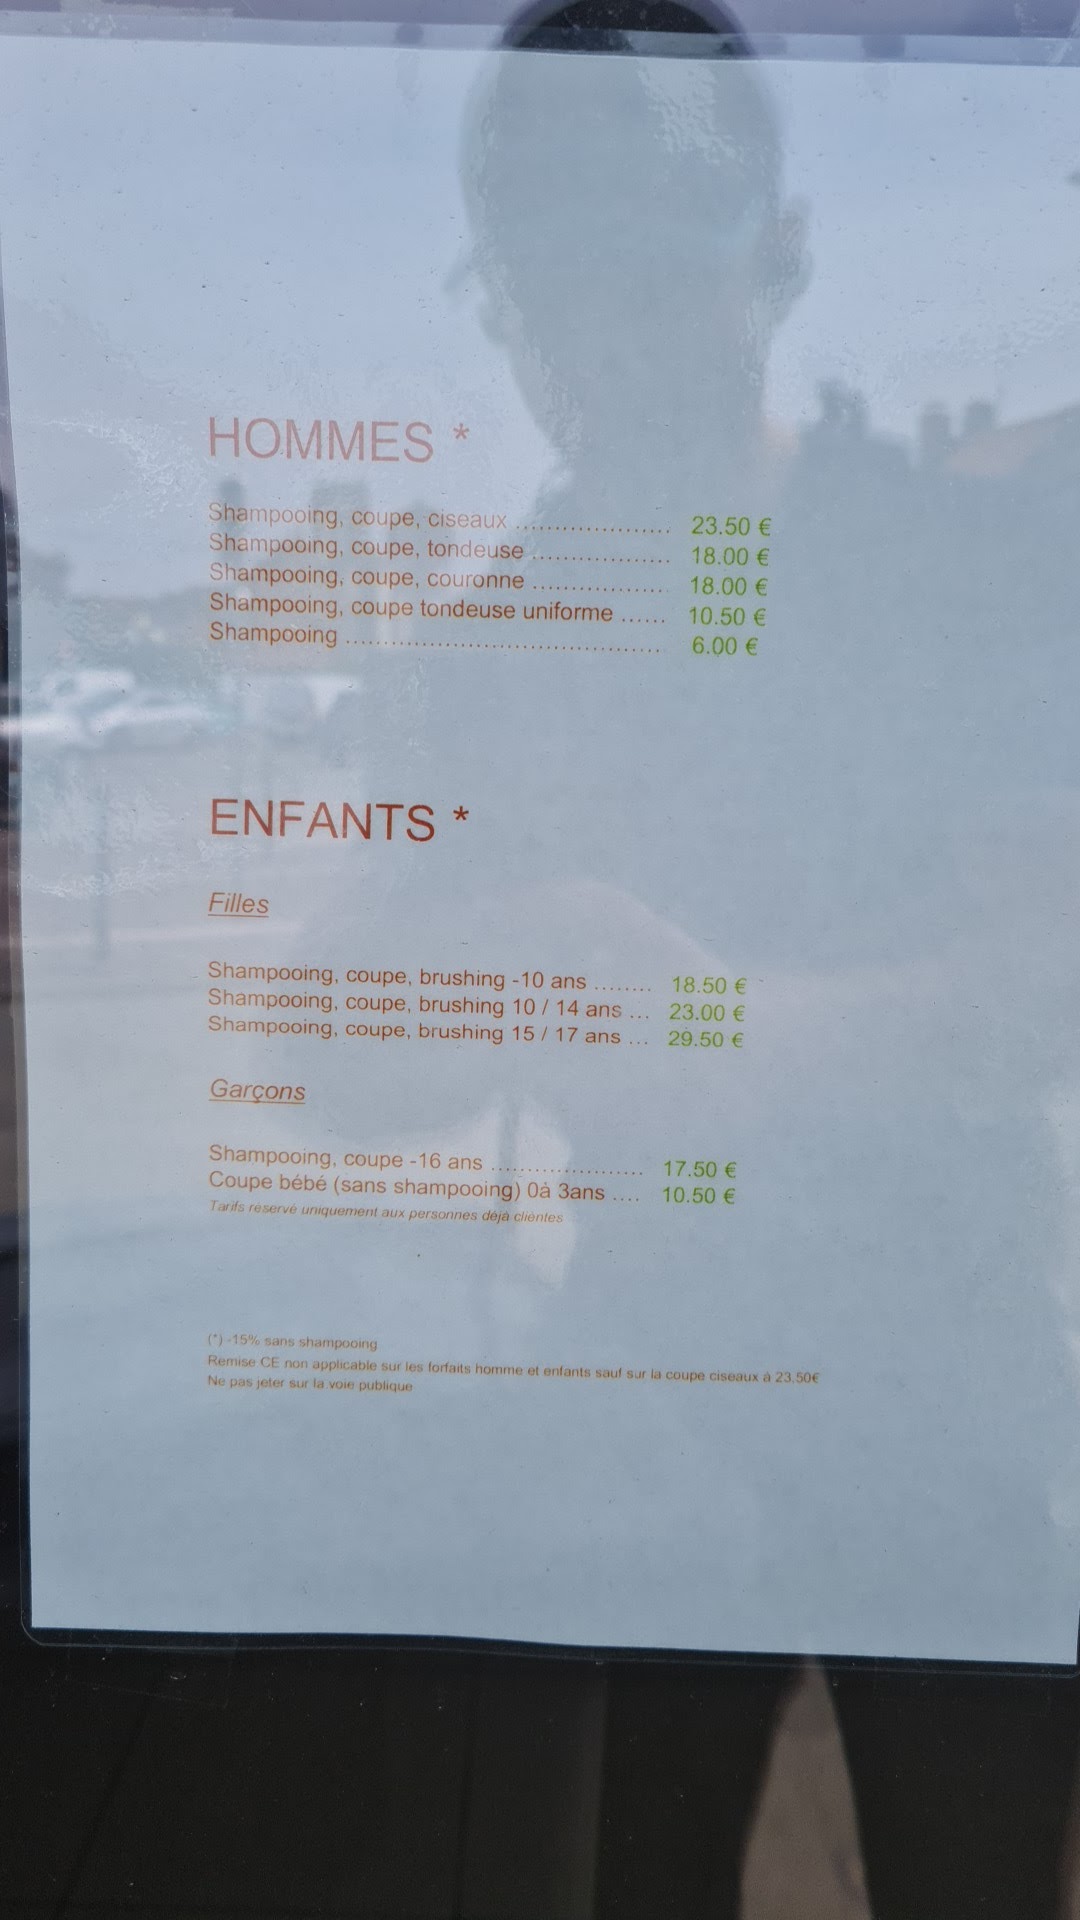 HOMMES *
Shampooing, coupe, ciseaux ..................... 23.50 €
Shampooing, coupe, tondeuse ................... 18.00 €
Shampooing, coupe, couronne .................. 18.00 €
Shampooing, coupe tondeuse uniforme ...... 10.50 €
Shampooing ........................................... 6.00 €
ENFANTS *
Filles
Shampooing, coupe, brushing -10 ans ........ 18.50 €
Shampooing, coupe, brushing 10 / 14 ans ... 23.00 €
Shampooing, coupe, brushing 15 / 17 ans ... 29.50 €
Garçons
Shampooing, coupe -16 ans ..................... 17.50 €
Coupe bébé (sans shampooing) 0à 3ans .... 10.50 €
Tarifs réservé uniquement aux personnes déjà clientes
(*) -15% sans shampooing
Remise CE non applicable sur les forfaits homme et enfants sauf sur la coupe ciseaux à 23.50€
Ne pas jeter sur la voie publique